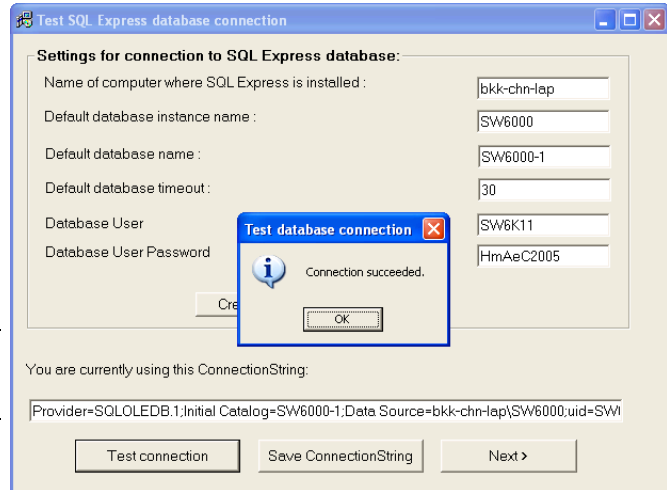 Test SQL Express database connection
Settings for connection to SQL Express database:
Name of computer where SQL Express is installed :
bkk-chn-lap
Default database instance name :
SW6000
Default database name :
SW6000-1
Default database timeout :
30
Database User
SW6K11
Database User Password
HmAeC2005
Test database connection
Connection succeeded.
OK
Cre
You are currently using this ConnectionString:
Provider=SQLOLEDB.1;Initial Catalog=SW6000-1;Data Source=bkk-chn-lap\SW6000;uid=SW
Test connection
Save ConnectionString
Next >